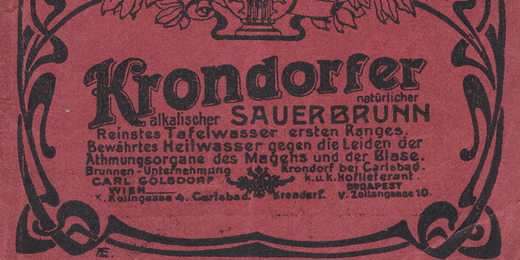 Krondorfer
natürlicher
alkalischer SAUERBRUNN
Reinstes Tafelwasser ersten Ranges.
Bewährtes Heilwasser gegen die Leiden der
Athmungsorgane des Magens und der Blase.
Brunnen-Unternehmung Krondorf bei Carlsbad.
CARL GÖLSDORF k.u.k. Hoflieferant.
WIEN BUDAPEST
Kolingasse 4. Carlsbad. Krondorf. V. Zoltangasse 10.